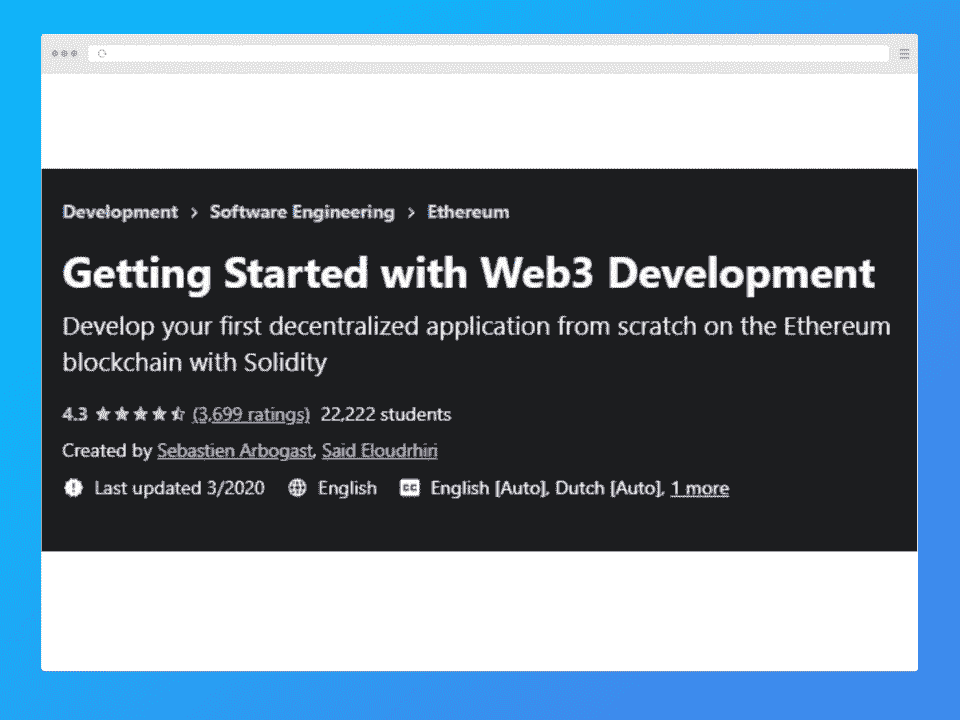 Development > Software Engineering > Ethereum
Getting Started with Web3 Development
Develop your first decentralized application from scratch on the Ethereum
blockchain with Solidity
4.3 (3,699 ratings) 22,222 students
Created by Sebastien Arbogast, Said Eloudrhiri
Last updated 3/2020 English CC English [Auto], Dutch [Auto], 1 more